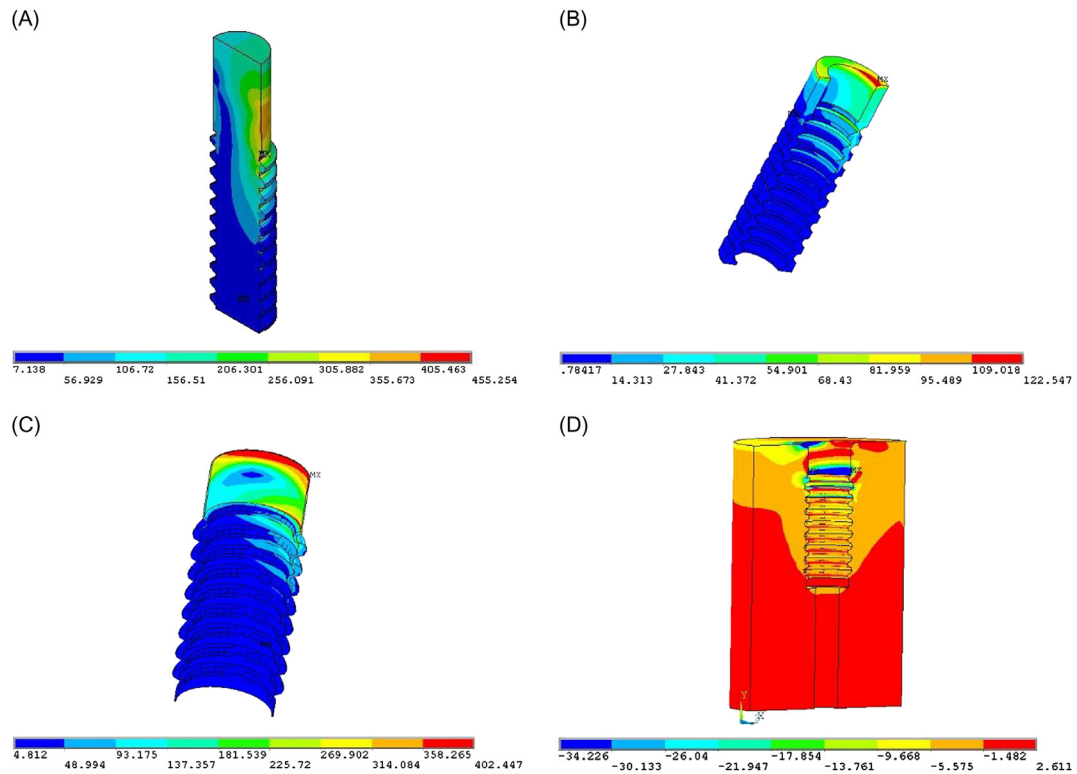 (A)
(B)
MX
MX
7.138 106.72 206.301 305.882 405.463
56.929 156.51 256.091 355.673 455.254
.78417 27.843 54.901 81.959 109.018
14.313 41.372 68.43 95.489 122.547
(C)
(D)
MX
MX
4.812 93.175 181.539 269.902 358.265
48.994 137.357 225.72 314.084 402.447
Y
X
-34.226 -26.04 -17.854 -9.668 -1.482
-30.133 -21.947 -13.761 -5.575 2.611